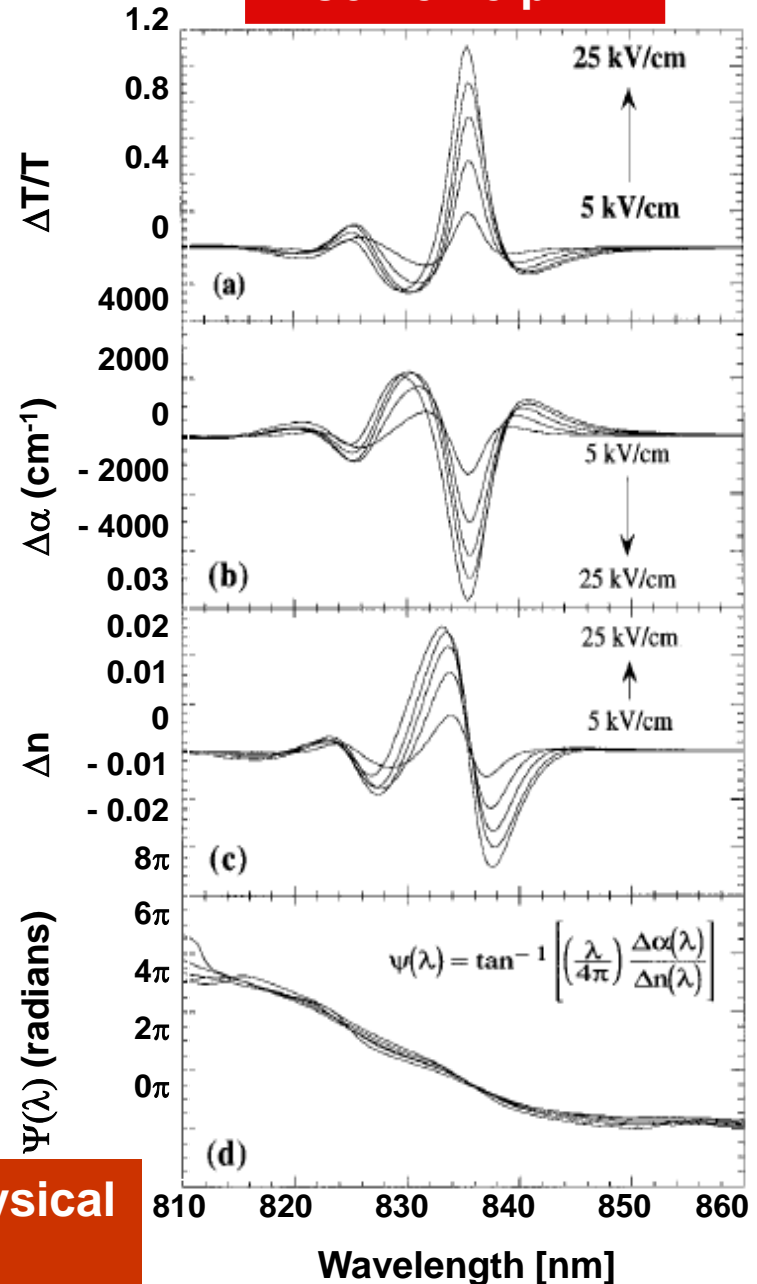 1.2
0.8
0.4
0
ΔT/T
25 kV/cm
5 kV/cm
(a)
4000
2000
0
- 2000
- 4000
Δα (cm-1)
5 kV/cm
25 kV/cm
(b)
0.03
0.02
0.01
0
- 0.01
- 0.02
Δn
25 kV/cm
5 kV/cm
(c)
8π
6π
4π
2π
0π
Ψ(λ) (radians)
ψ(λ) = tan⁻¹ [(λ/4π) Δα(λ)/Δn(λ)]
(d)
810 820 830 840 850 860
Wavelength [nm]